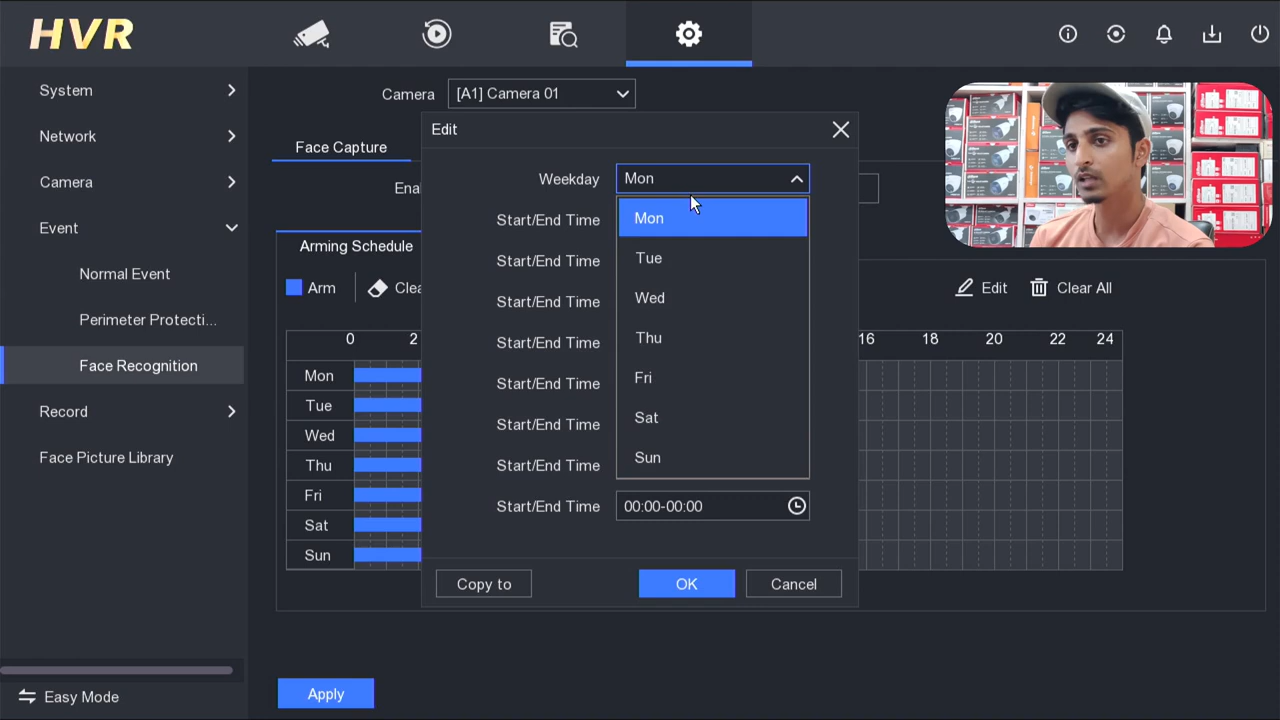 HVR
System
Network
Camera
Event
Normal Event
Perimeter Protecti...
Face Recognition
Record
Face Picture Library
Easy Mode
Camera [A1] Camera 01
Face Capture
Enal
Arming Schedule
Arm Clea
Edit Clear All
0 2 16 18 20 22 24
Mon
Tue
Wed
Thu
Fri
Sat
Sun
Apply
Edit
Weekday Mon
Start/End Time
Start/End Time
Start/End Time
Start/End Time
Start/End Time
Start/End Time
Start/End Time
Start/End Time 00:00-00:00
Mon
Tue
Wed
Thu
Fri
Sat
Sun
Copy to OK Cancel